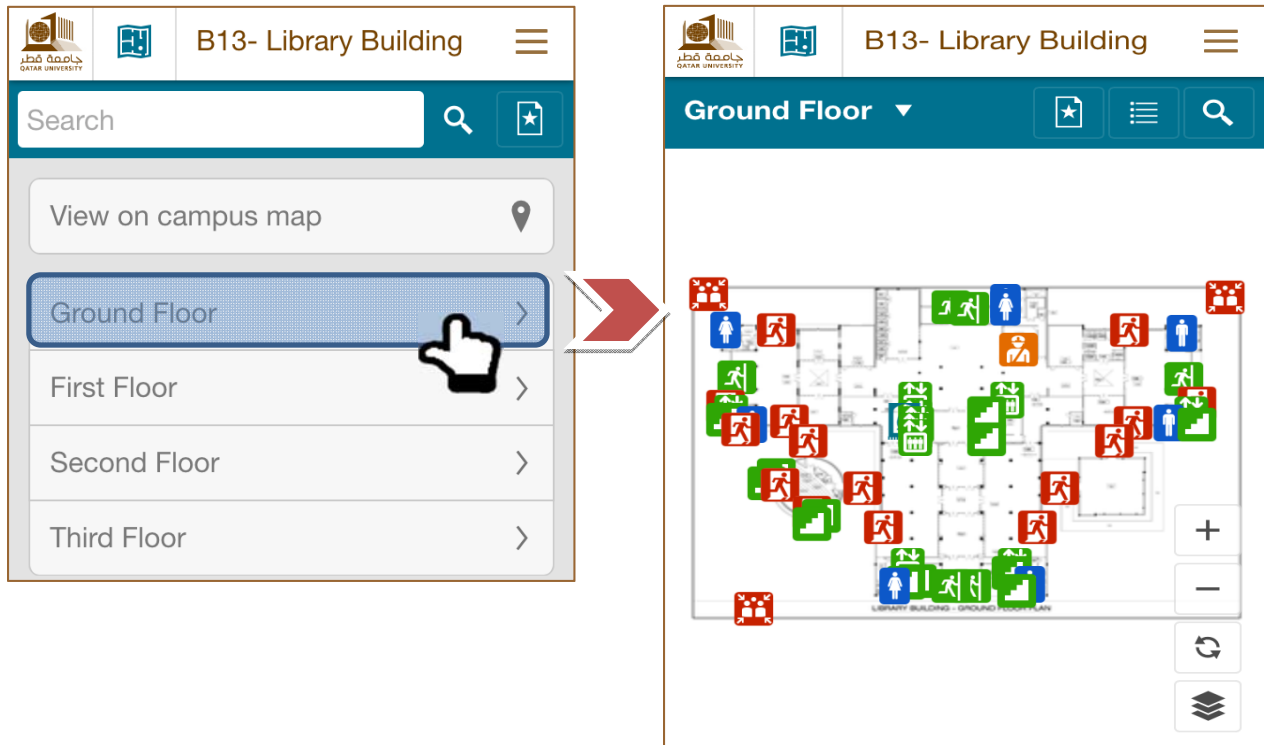 جامعة قطر
QATAR UNIVERSITY
B13- Library Building
Search
View on campus map
Ground Floor
First Floor
Second Floor
Third Floor
جامعة قطر
QATAR UNIVERSITY
B13- Library Building
Ground Floor
LIBRARY BUILDING - GROUND FLOOR PLAN